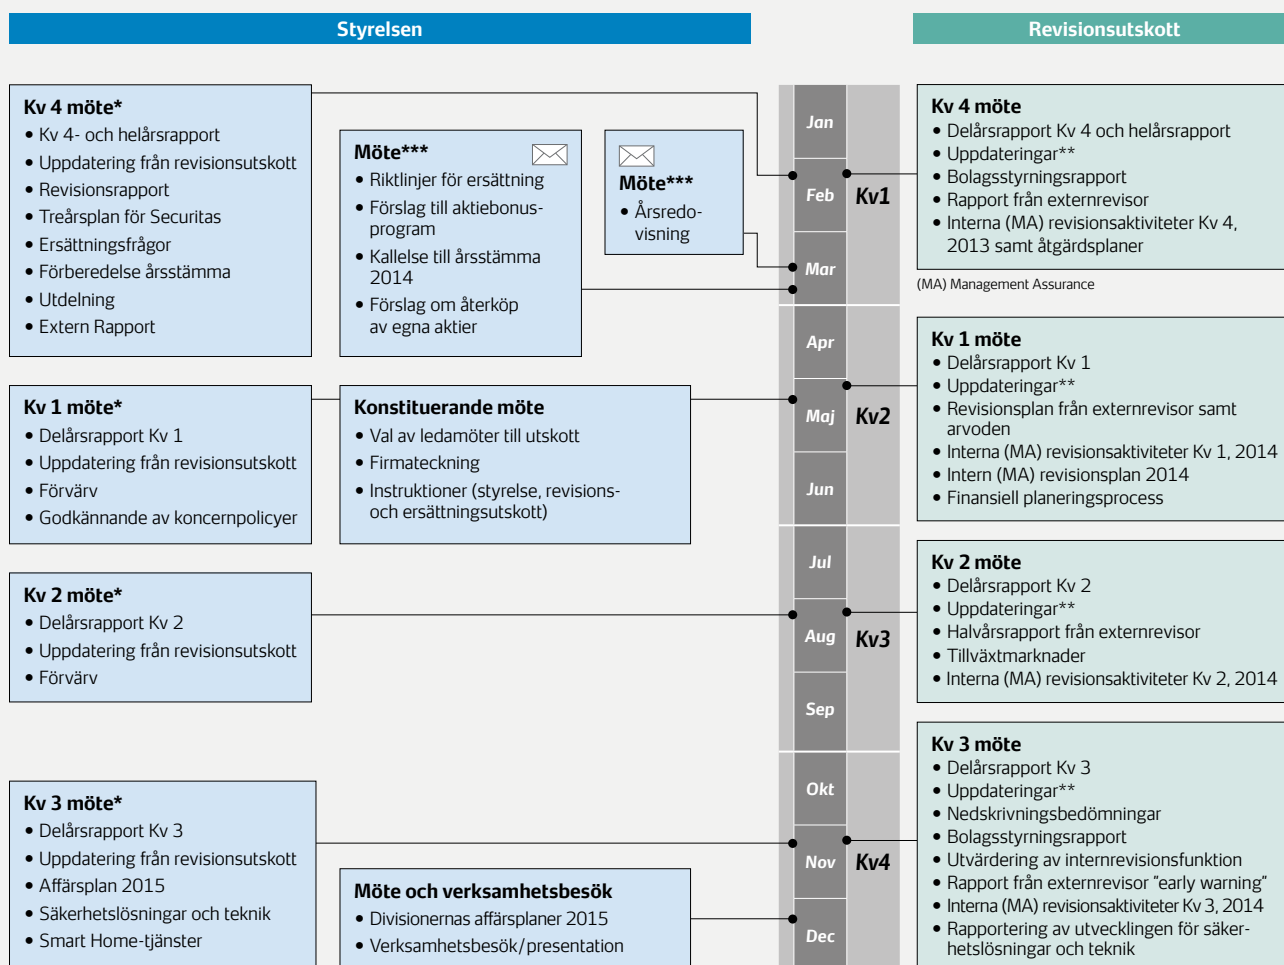 Styrelsen
Kv 4 möte*
• Kv 4- och helårsrapport
• Uppdatering från revisionsutskott
• Revisionsrapport
• Treårsplan för Securitas
• Ersättningsfrågor
• Förberedelse årsstämma
• Utdelning
• Extern Rapport
Möte***
• Riktlinjer för ersättning
• Förslag till aktiebonus-
program
• Kallelse till årsstämma
2014
• Förslag om återköp
av egna aktier
Möte***
• Årsredo-
visning
Kv 1 möte*
• Delårsrapport Kv 1
• Uppdatering från revisionsutskott
• Förvärv
• Godkännande av koncernpolicyer
Konstituerande möte
• Val av ledamöter till utskott
• Firmateckning
• Instruktioner (styrelse, revisions-
och ersättningsutskott)
Kv 2 möte*
• Delårsrapport Kv 2
• Uppdatering från revisionsutskott
• Förvärv
Kv 3 möte*
• Delårsrapport Kv 3
• Uppdatering från revisionsutskott
• Affärsplan 2015
• Säkerhetslösningar och teknik
• Smart Home-tjänster
Möte och verksamhetsbesök
• Divisionernas affärsplaner 2015
• Verksamhetsbesök/presentation
Jan
Feb
Mar
Kv1
Apr
Maj
Jun
Kv2
Jul
Aug
Sep
Kv3
Okt
Nov
Dec
Kv4
Revisionsutskott
Kv 4 möte
• Delårsrapport Kv 4 och helårsrapport
• Uppdateringar**
• Bolagsstyrningsrapport
• Rapport från externrevisor
• Interna (MA) revisionsaktiviteter Kv 4,
2013 samt åtgärdsplaner
(MA) Management Assurance
Kv 1 möte
• Delårsrapport Kv 1
• Uppdateringar**
• Revisionsplan från externrevisor samt
arvoden
• Interna (MA) revisionsaktiviteter Kv 1, 2014
• Intern (MA) revisionsplan 2014
• Finansiell planeringsprocess
Kv 2 möte
• Delårsrapport Kv 2
• Uppdateringar**
• Halvårsrapport från externrevisor
• Tillväxtmarknader
• Interna (MA) revisionsaktiviteter Kv 2, 2014
Kv 3 möte
• Delårsrapport Kv 3
• Uppdateringar**
• Nedskrivningsbedömningar
• Bolagsstyrningsrapport
• Utvärdering av internrevisionsfunktion
• Rapport från externrevisor "early warning"
• Interna (MA) revisionsaktiviteter Kv 3, 2014
• Rapportering av utvecklingen för säker-
hetslösningar och teknik